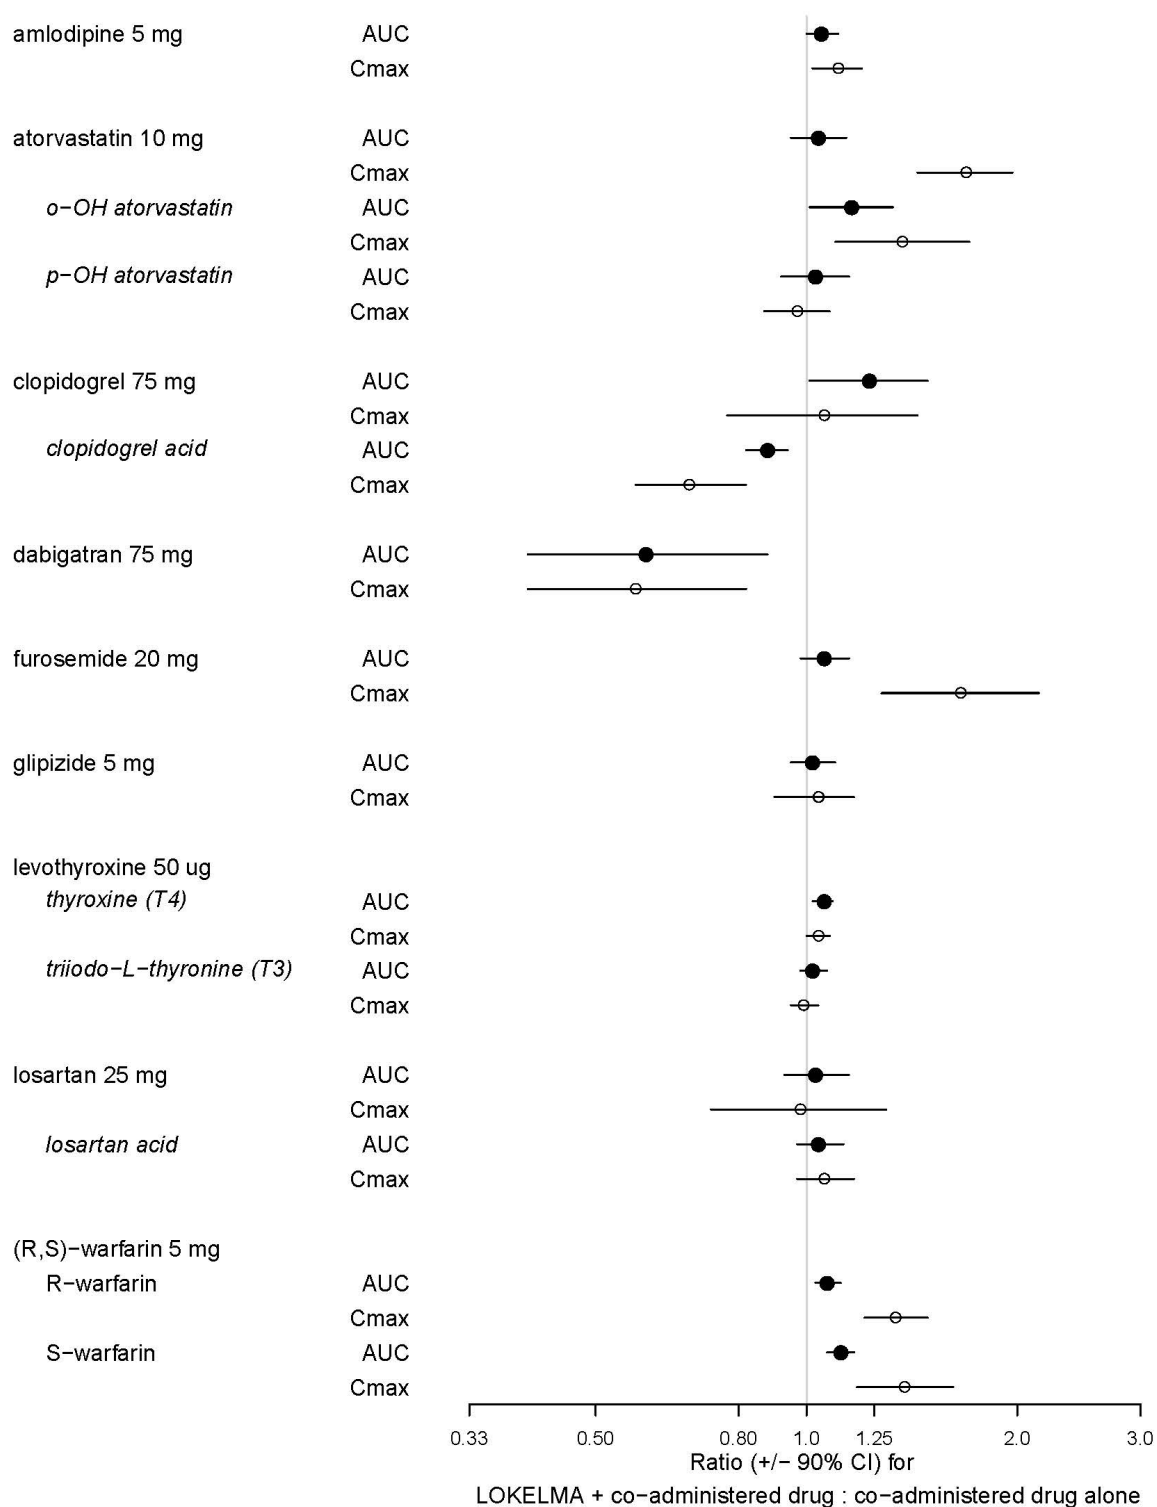 amlodipine 5 mg AUC
Cmax
atorvastatin 10 mg AUC
Cmax
o−OH atorvastatin AUC
Cmax
p−OH atorvastatin AUC
Cmax
clopidogrel 75 mg AUC
Cmax
clopidogrel acid AUC
Cmax
dabigatran 75 mg AUC
Cmax
furosemide 20 mg AUC
Cmax
glipizide 5 mg AUC
Cmax
levothyroxine 50 ug
thyroxine (T4) AUC
Cmax
triiodo−L−thyronine (T3) AUC
Cmax
losartan 25 mg AUC
Cmax
losartan acid AUC
Cmax
(R,S)−warfarin 5 mg
R−warfarin AUC
Cmax
S−warfarin AUC
Cmax
0.33 0.50 0.80 1.0 1.25 2.0 3.0
Ratio (+/− 90% CI) for
LOKELMA + co−administered drug : co−administered drug alone